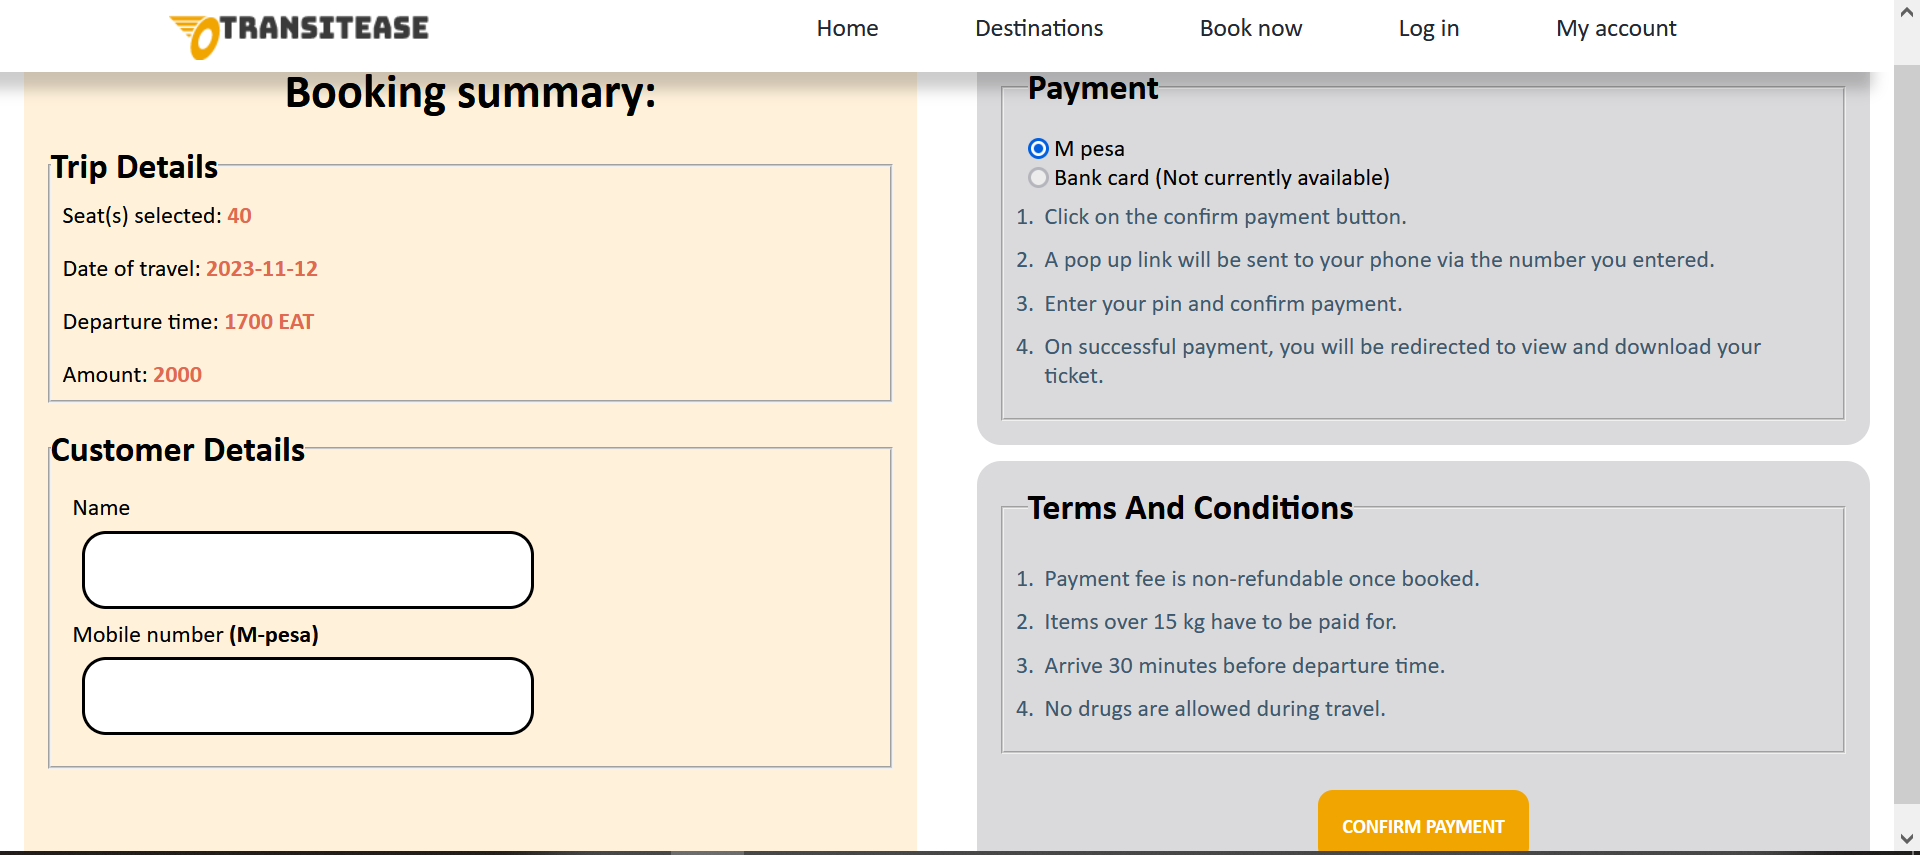 TRANSITEASE
Home
Destinations
Book now
Log in
My account
Booking summary:
Trip Details
Seat(s) selected: 40
Date of travel: 2023-11-12
Departure time: 1700 EAT
Amount: 2000
Customer Details
Name
Mobile number (M-pesa)
Payment
M pesa
Bank card (Not currently available)
1. Click on the confirm payment button.
2. A pop up link will be sent to your phone via the number you entered.
3. Enter your pin and confirm payment.
4. On successful payment, you will be redirected to view and download your
ticket.
Terms And Conditions
1. Payment fee is non-refundable once booked.
2. Items over 15 kg have to be paid for.
3. Arrive 30 minutes before departure time.
4. No drugs are allowed during travel.
CONFIRM PAYMENT